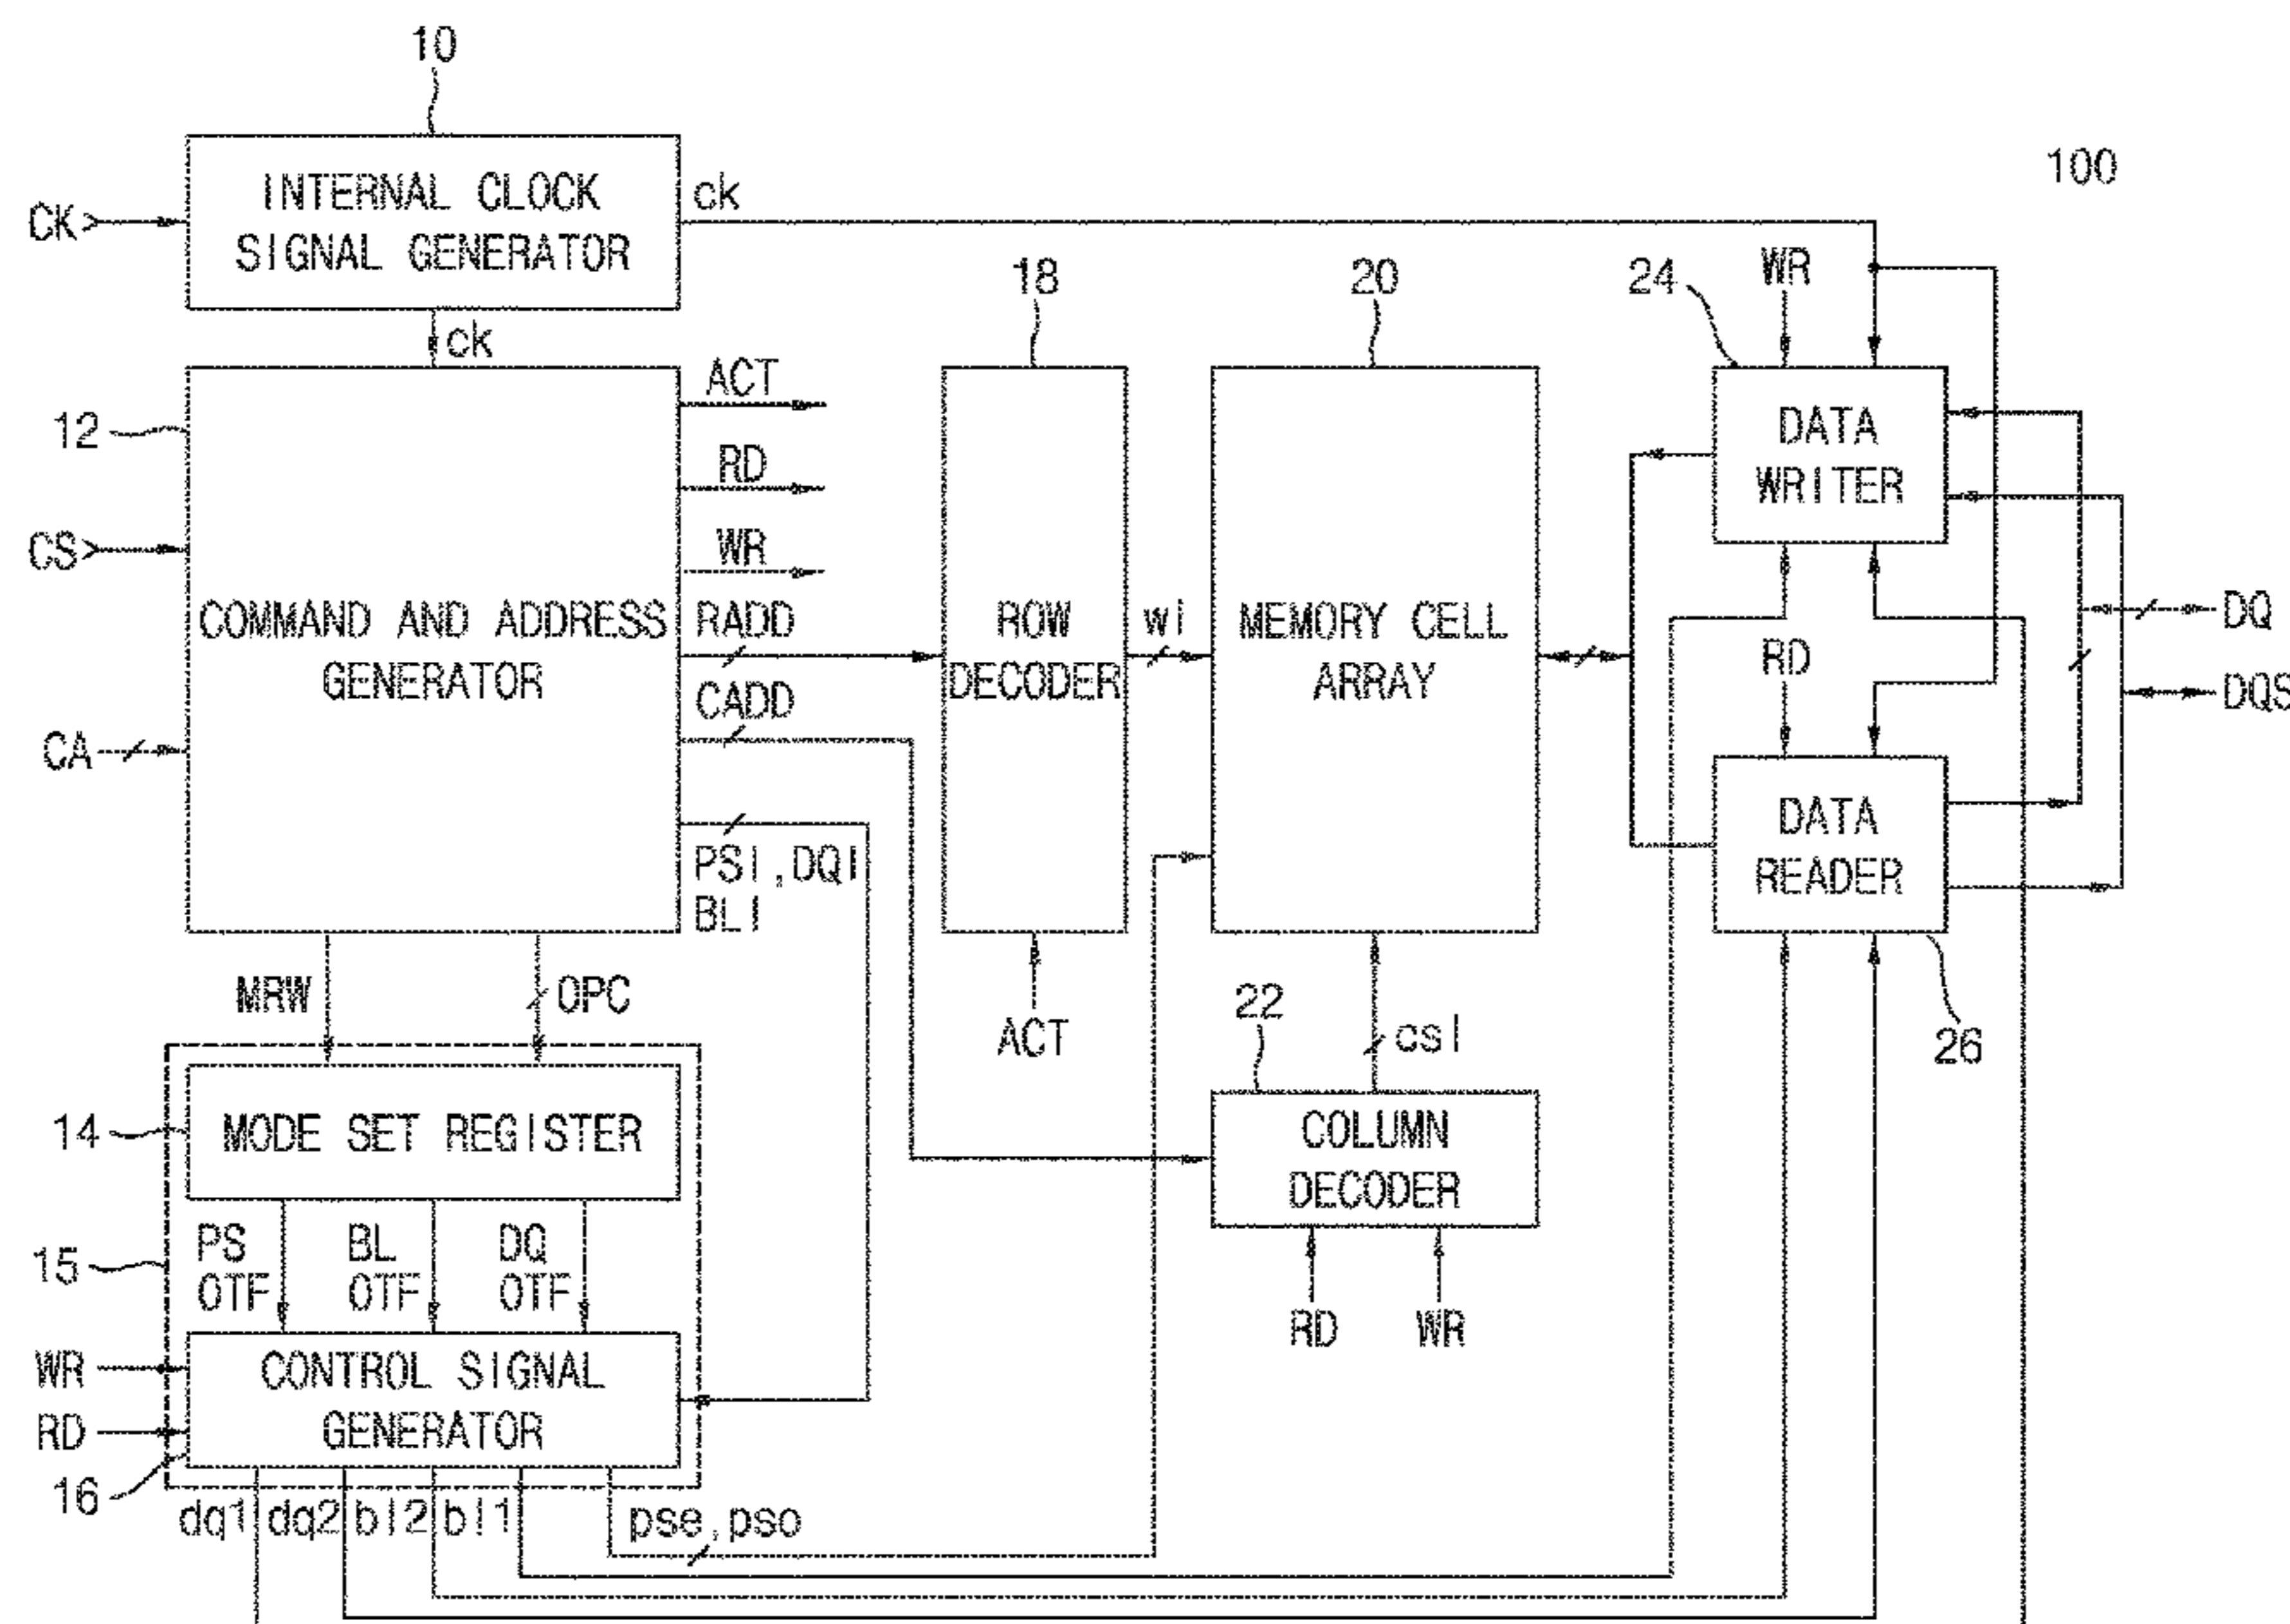 10
100
INTERNAL CLOCK
SIGNAL GENERATOR
CK
ck
ck
18
20
24
WR
12
ACT
RD
WR
RADD
CADD
PSI, DQI
BLI
CS
CA
COMMAND AND ADDRESS
GENERATOR
ROW
DECODER
wl
MEMORY CELL
ARRAY
DATA
WRITER
RD
DATA
READER
DQ
DQS
MRW
OPC
ACT
22
csl
26
14
MODE SET REGISTER
COLUMN
DECODER
15
PS
OTF
BL
OTF
DQ
OTF
RD
WR
WR
RD
CONTROL SIGNAL
GENERATOR
16
dq1
dq2
bl2
bl1
pse, pso